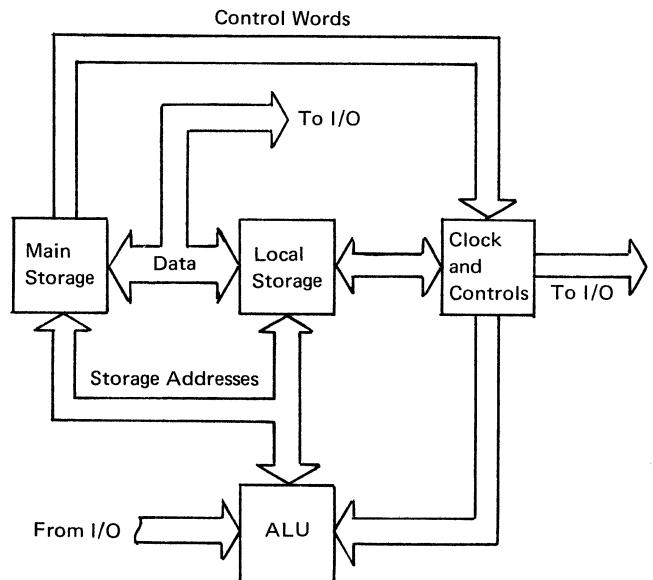 Control Words
To I/O
Main
Storage
Data
Local
Storage
Clock
and
Controls
To I/O
Storage Addresses
From I/O
ALU